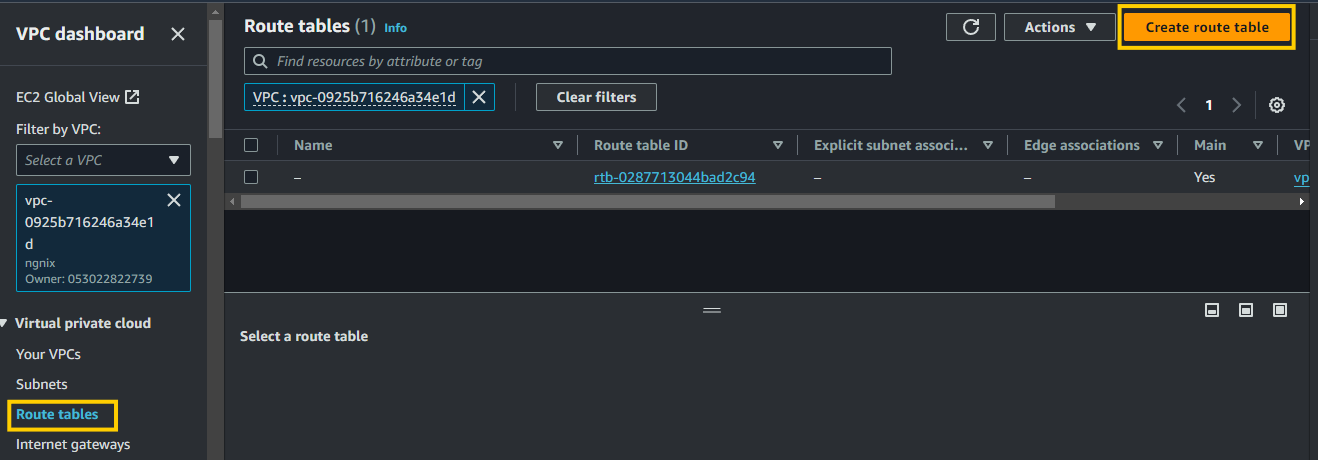 VPC dashboard
EC2 Global View
Filter by VPC:
Select a VPC
vpc-
0925b716246a34e1
d
ngnix
Owner: 053022822739
Virtual private cloud
Your VPCs
Subnets
Route tables
Internet gateways
Route tables (1) Info
Actions
Create route table
Find resources by attribute or tag
VPC : vpc-0925b716246a34e1d
Clear filters
1
Name Route table ID Explicit subnet associ... Edge associations Main VP
– rtb-0287713044bad2c94 – – Yes vp
Select a route table